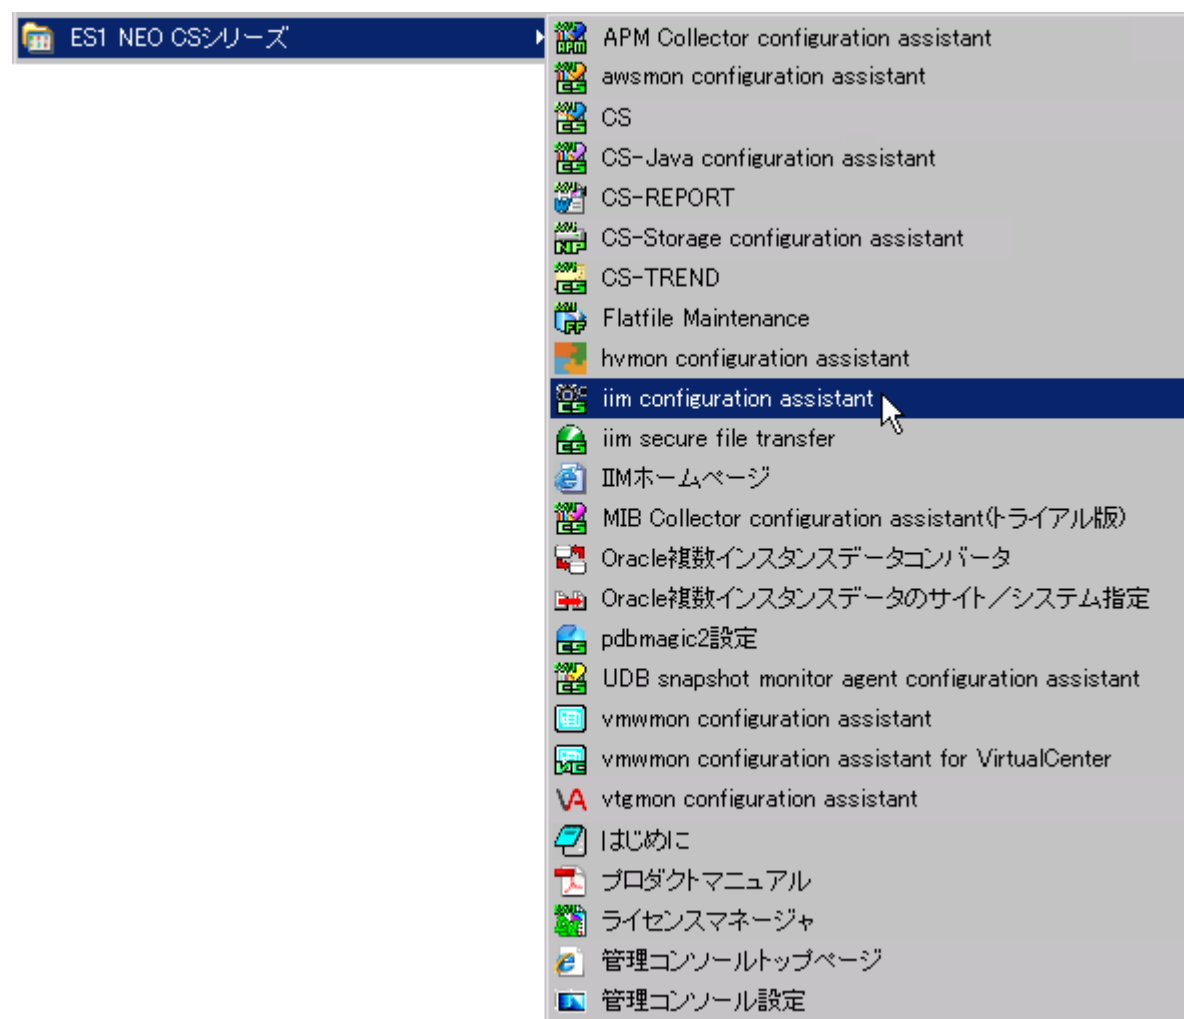 ES1 NEO CSシリーズ
APM Collector configuration assistant
awsmon configuration assistant
CS
CS-Java configuration assistant
CS-REPORT
CS-Storage configuration assistant
CS-TREND
Flatfile Maintenance
hvmon configuration assistant
iim configuration assistant
iim secure file transfer
IIMホームページ
MIB Collector configuration assistant(トライアル版)
Oracle複数インスタンスデータコンバータ
Oracle複数インスタンスデータのサイト/システム指定
pdbmagic2設定
UDB snapshot monitor agent configuration assistant
vmwmon configuration assistant
vmwmon configuration assistant for VirtualCenter
vtgmon configuration assistant
はじめに
プロダクトマニュアル
ライセンスマネージャ
管理コンソールトップページ
管理コンソール設定